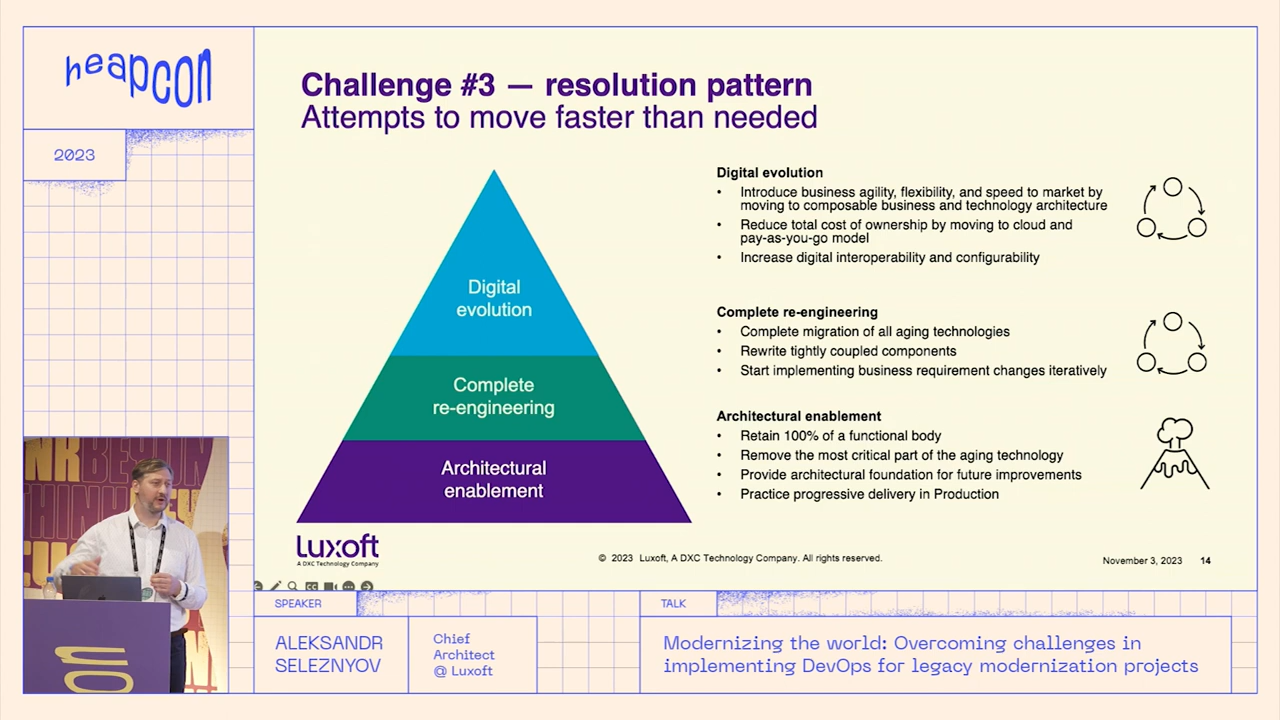 heapcon
2023
Challenge #3 — resolution pattern
Attempts to move faster than needed
Digital
evolution
Complete
re-engineering
Architectural
enablement
Digital evolution
• Introduce business agility, flexibility, and speed to market by
moving to composable business and technology architecture
• Reduce total cost of ownership by moving to cloud and
pay-as-you-go model
• Increase digital interoperability and configurability
Complete re-engineering
• Complete migration of all aging technologies
• Rewrite tightly coupled components
• Start implementing business requirement changes iteratively
Architectural enablement
• Retain 100% of a functional body
• Remove the most critical part of the aging technology
• Provide architectural foundation for future improvements
• Practice progressive delivery in Production
Luxoft
A DXC Technology Company
© 2023 Luxoft, A DXC Technology Company. All rights reserved.
November 3, 2023 14
SPEAKER
ALEKSANDR
SELEZNYOV
Chief
Architect
@ Luxoft
TALK
Modernizing the world: Overcoming challenges in
implementing DevOps for legacy modernization projects